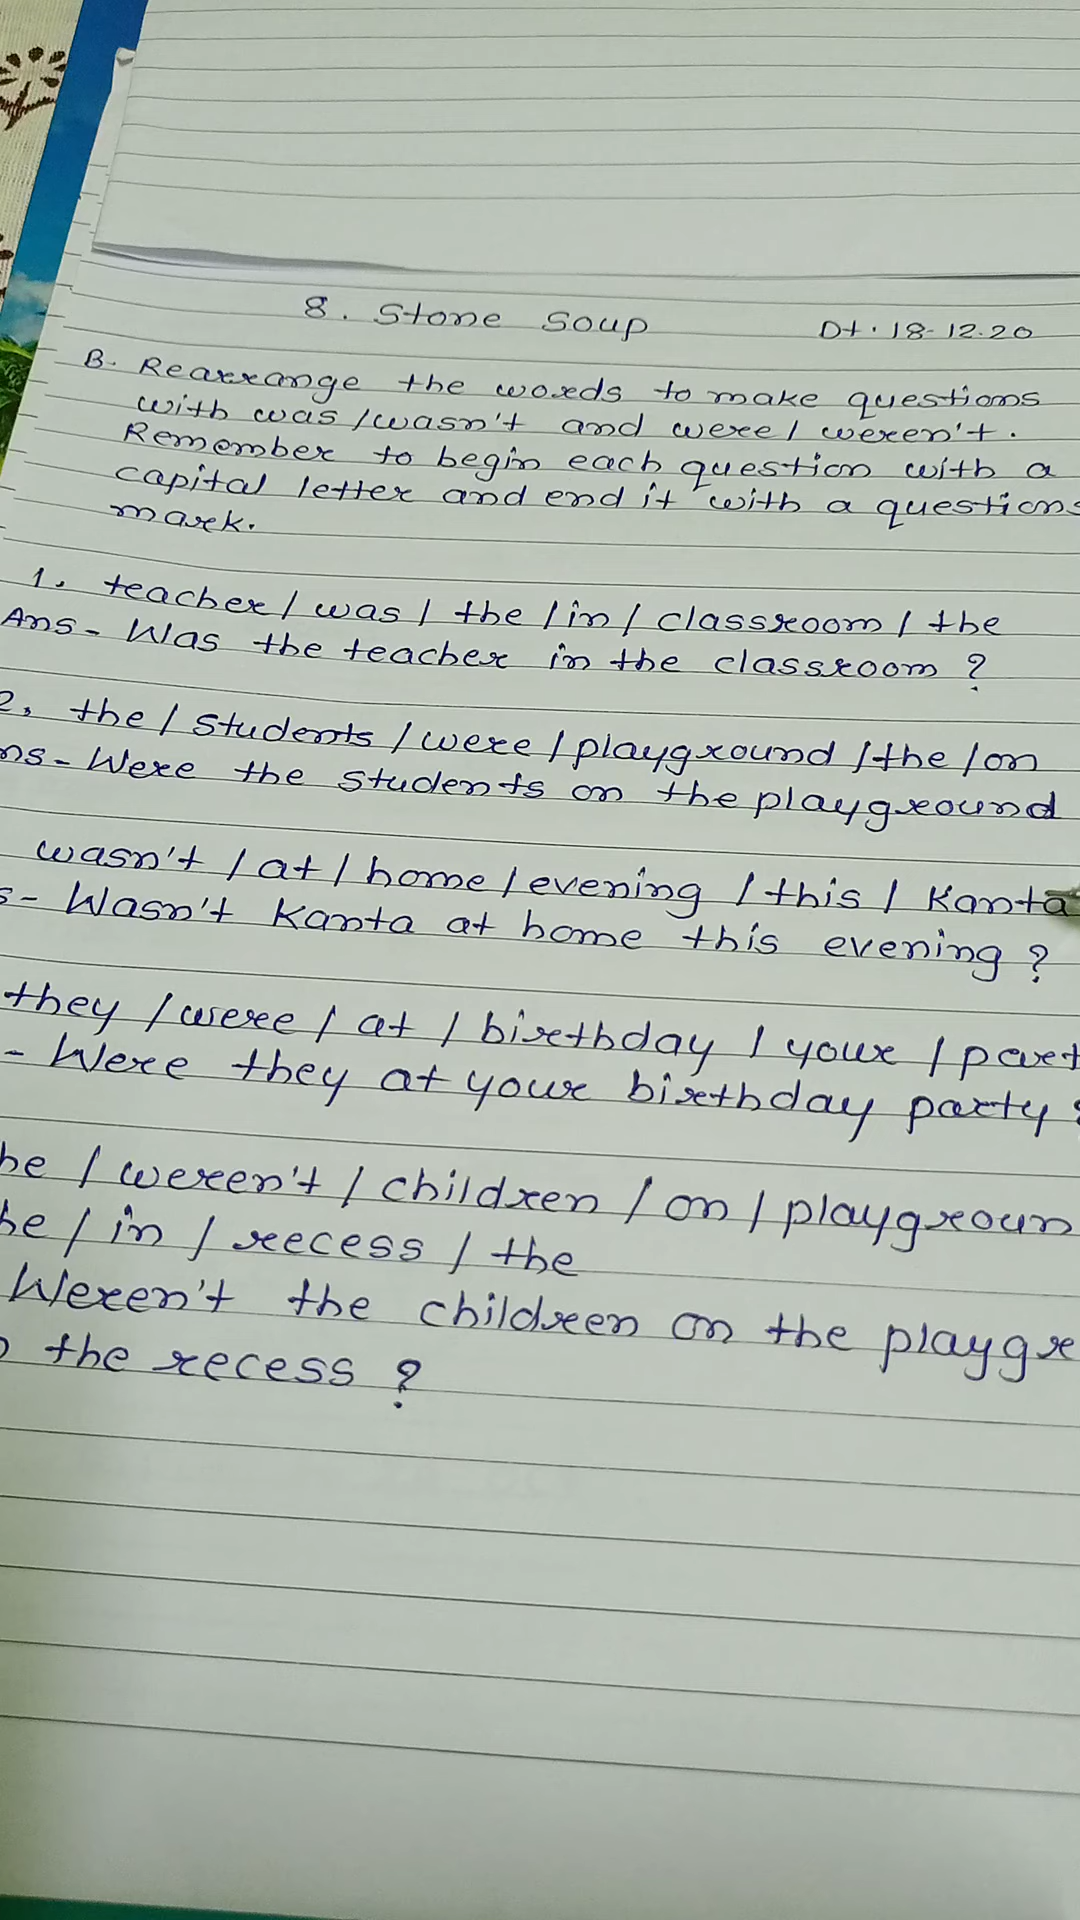 8. Stone Soup Dt. 18-12.20
B. Rearrange the words to make questions
with was/wasn't and were/ weren't.
Remember to begin each question with a
capital letter and end it with a questions
mark.
1. teacher/ was/ the /in/ classroom / the
Ans- Was the teacher in the classroom ?
2. the/ students /were/playground /the/on
ns- Were the students on the playground
wasn't / at / home/evening / this / Kanta
s- Wasn't Kanta at home this evening ?
they /were/ at / birthday / your / part
- Were they at your birthday party ?
he / weren't / children / on / playgroun
he / in / recess / the
Weren't the children on the playgr
the recess ?